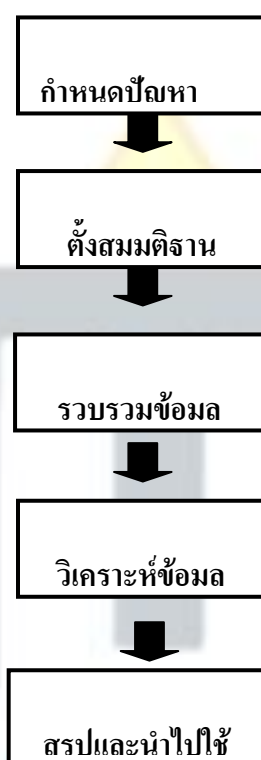 กำหนดปัญหา
ตั้งสมมติฐาน
รวบรวมข้อมล
วิเคราะห์ข้อมล
สรปและนำไปใช้